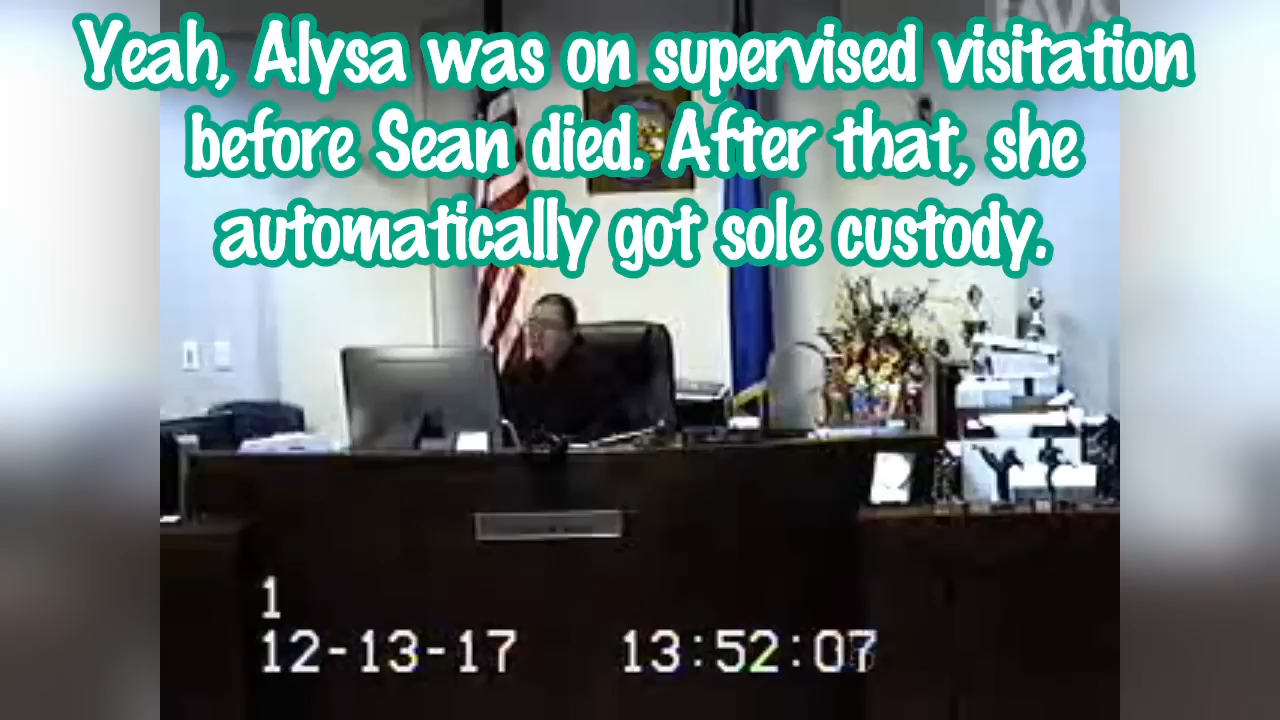 Yeah, Alysa was on supervised visitation
before Sean died. After that, she
automatically got sole custody.
1
12-13-17 13:52:07